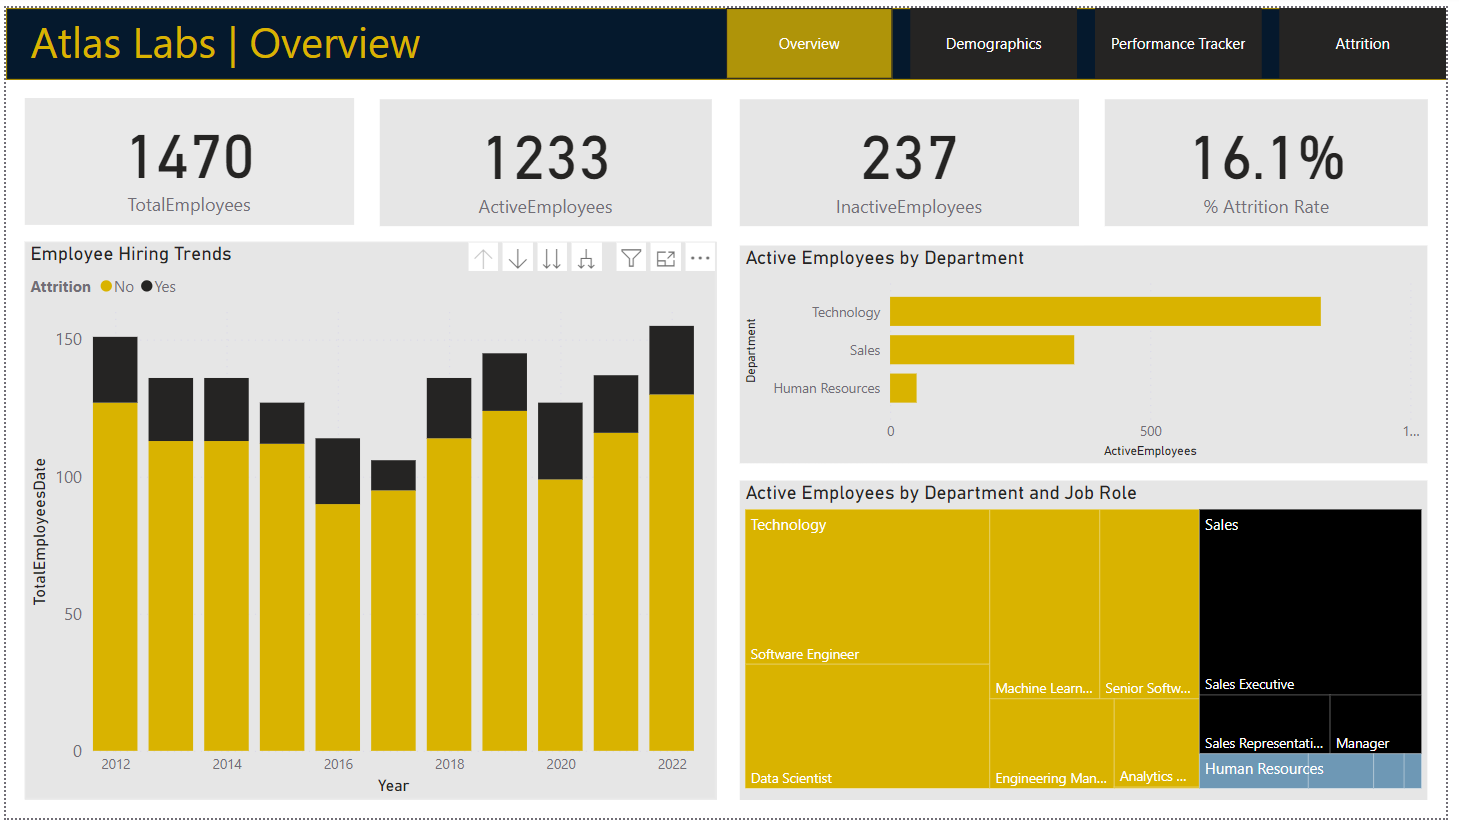 Atlas Labs | Overview
Overview
Demographics
Performance Tracker
Attrition
1470
TotalEmployees
1233
ActiveEmployees
237
InactiveEmployees
16.1%
% Attrition Rate
Employee Hiring Trends
Attrition No Yes
150
100
50
0
TotalEmployeesDate
2012 2014 2016 2018 2020 2022
Year
Active Employees by Department
Department
Technology
Sales
Human Resources
0 500 1...
ActiveEmployees
Active Employees by Department and Job Role
Technology
Software Engineer
Data Scientist
Machine Learn...
Senior Softw...
Engineering Man...
Analytics ...
Sales
Sales Executive
Sales Representati...
Manager
Human Resources